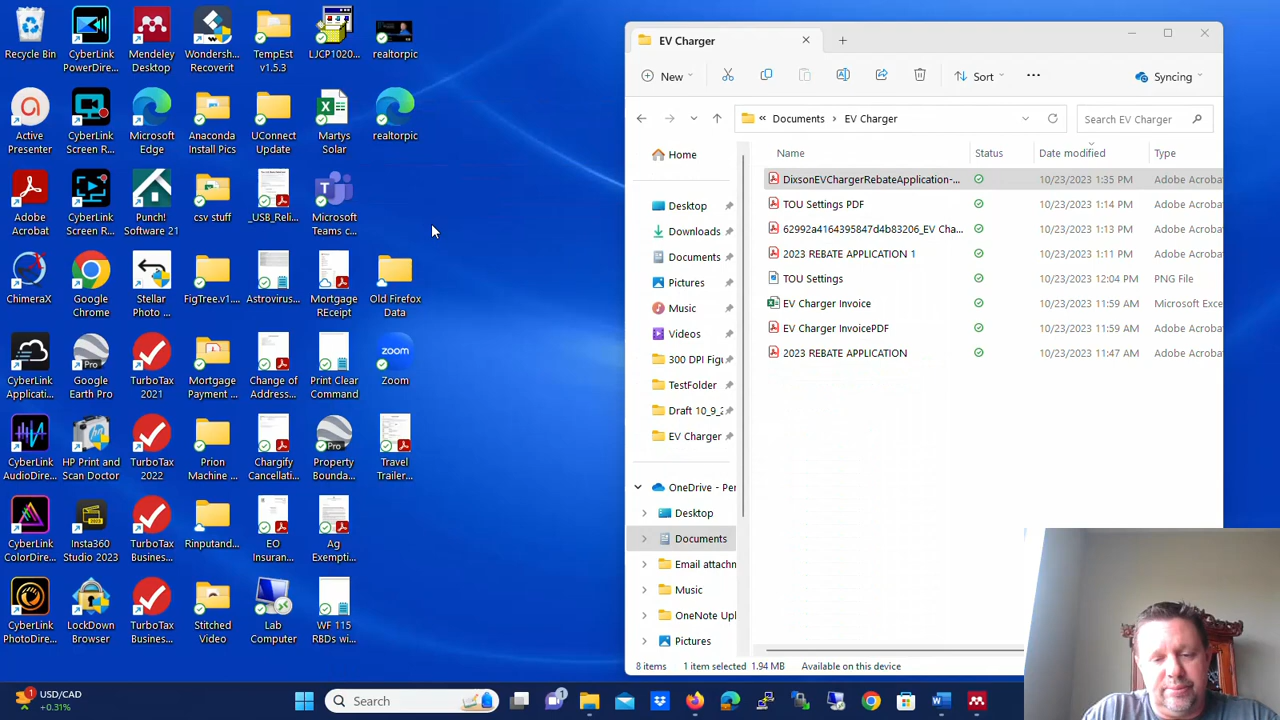 Recycle Bin
CyberLink PowerDire...
Mendeley Desktop
Wondersh... Recoverit
TempEst v1.5.3
LJCP1020...
realtorpic
Active Presenter
CyberLink Screen R...
Microsoft Edge
Anaconda Install Pics
UConnect Update
Martys Solar
realtorpic
Adobe Acrobat
CyberLink Screen R...
Punch! Software 21
csv stuff
_USB_Reli...
Microsoft Teams c...
ChimeraX
Google Chrome
Stellar Photo ...
FigTree.v1....
Astrovirus...
Mortgage REceipt
Old Firefox Data
CyberLink Applicati...
Google Earth Pro
TurboTax 2021
Mortgage Payment ...
Change of Address...
Print Clear Command
Zoom
CyberLink AudioDirec...
HP Print and Scan Doctor
TurboTax 2022
Prion Machine ...
Chargify Cancellati...
Property Bounda...
Travel Trailer...
CyberLink ColorDirec...
Insta360 Studio 2023
TurboTax Busines...
Rinputand...
EO Insuran...
Ag Exempti...
CyberLink PhotoDire...
LockDown Browser
TurboTax Busines...
Stitched Video
Lab Computer
WF 115 RBDs wi...
EV Charger
New
Sort
Syncing
Documents > EV Charger
Search EV Charger
Name Status Date modified Type
DixsonEVChargerRebateApplication-... 10/23/2023 1:35 PM Adobe Acroba
TOU Settings PDF 10/23/2023 1:14 PM Adobe Acroba
62992a4164395847d4b83206_EV Cha... 10/23/2023 1:13 PM Adobe Acroba
2023 REBATE APPLICATION 1 10/23/2023 1:11 PM Adobe Acroba
TOU Settings 10/23/2023 12:04 PM PNG File
EV Charger Invoice 10/23/2023 11:59 AM Microsoft Exce
EV Charger InvoicePDF 10/23/2023 11:59 AM Adobe Acroba
2023 REBATE APPLICATION 10/23/2023 11:47 AM Adobe Acroba
Home
Desktop
Downloads
Documents
Pictures
Music
Videos
300 DPI Figu
TestFolder
Draft 10_9_2
EV Charger
OneDrive - Per
Desktop
Documents
Email attachm
Music
OneNote Upl
Pictures
8 items 1 item selected 1.94 MB Available on this device
1
USD/CAD
+0.31%
Search
1